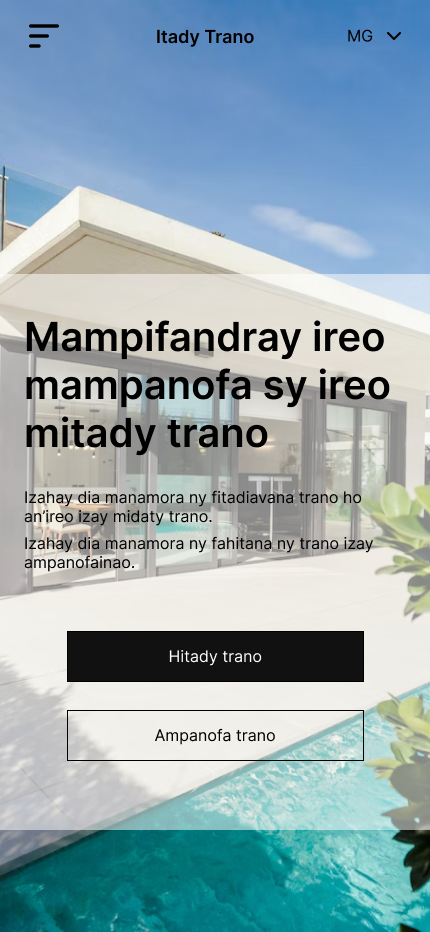 Itady Trano
MG
Mampifandray ireo
mampanofa sy ireo
mitady trano
Izahay dia manamora ny fitadiavana trano ho
an’ireo izay midaty trano.
Izahay dia manamora ny fahitana ny trano izay
ampanofainao.
Hitady trano
Ampanofa trano